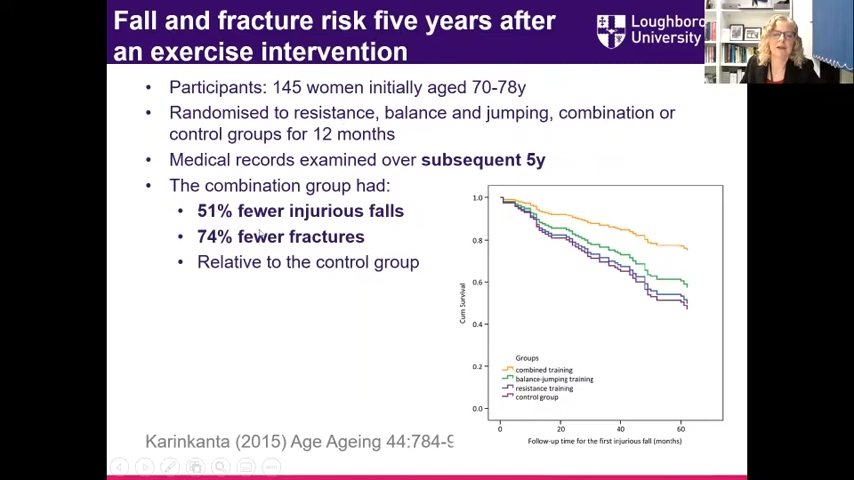 Fall and fracture risk five years after
an exercise intervention
Loughboro
University
• Participants: 145 women initially aged 70-78y
• Randomised to resistance, balance and jumping, combination or
control groups for 12 months
• Medical records examined over subsequent 5y
• The combination group had:
• 51% fewer injurious falls
• 74% fewer fractures
• Relative to the control group
1.0
0.8
0.6
0.4
0.2
0.0
Cum Survival
Groups
combined training
balance-jumping training
resistance training
control group
0
20
40
60
Follow-up time for the first injurious fall (months)
Karinkanta (2015) Age Ageing 44:784-9